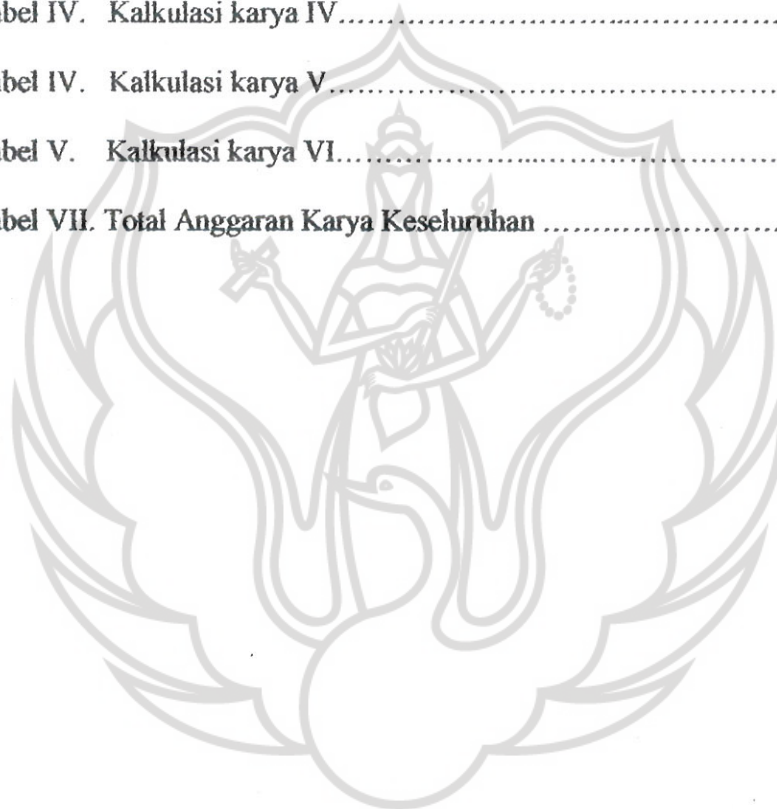 bel IV. Kalkulasi karya IV..............................................
bel IV. Kalkulasi karya V..............................................
bel V. Kalkulasi karya VI..............................................
bel VII. Total Anggaran Karya Keseluruhan ........................